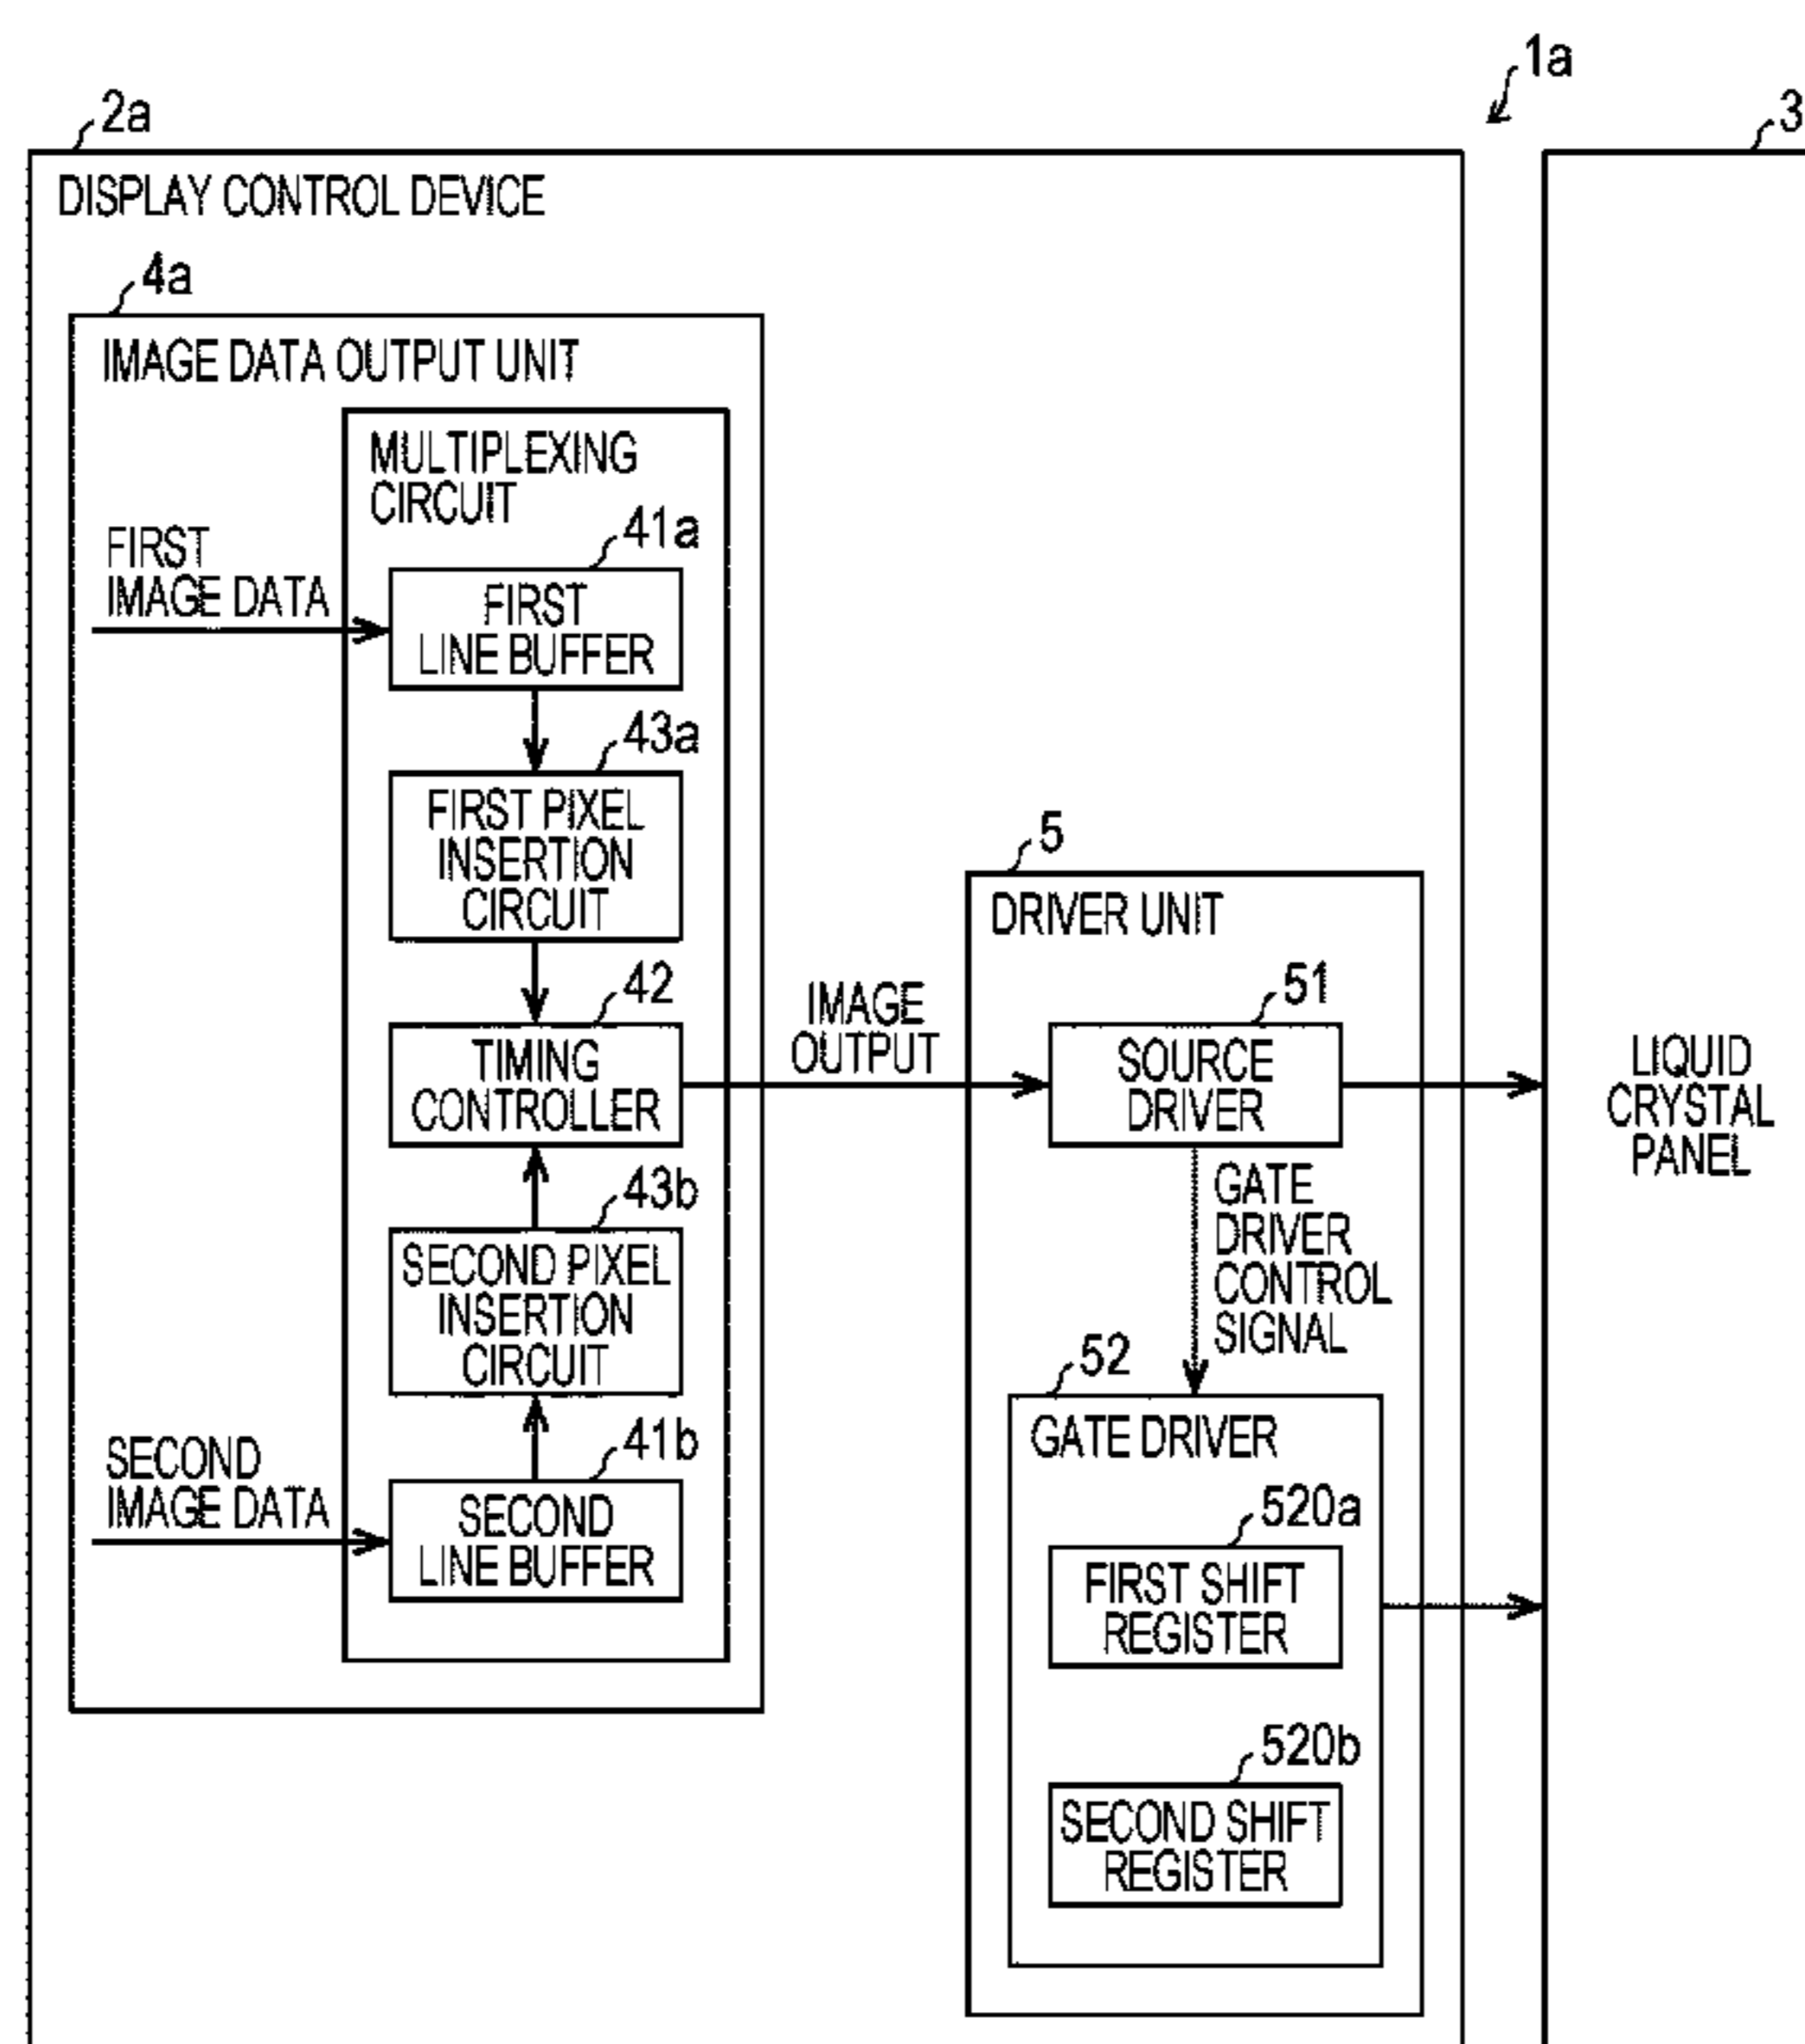 1a
2a
3
DISPLAY CONTROL DEVICE
4a
IMAGE DATA OUTPUT UNIT
MULTIPLEXING
CIRCUIT
41a
FIRST
IMAGE DATA
FIRST
LINE BUFFER
43a
FIRST PIXEL
INSERTION
CIRCUIT
42
TIMING
CONTROLLER
43b
SECOND PIXEL
INSERTION
CIRCUIT
41b
SECOND
IMAGE DATA
SECOND
LINE BUFFER
IMAGE
OUTPUT
5
DRIVER UNIT
51
SOURCE
DRIVER
GATE
DRIVER
CONTROL
SIGNAL
52
GATE DRIVER
520a
FIRST SHIFT
REGISTER
520b
SECOND SHIFT
REGISTER
LIQUID
CRYSTAL
PANEL